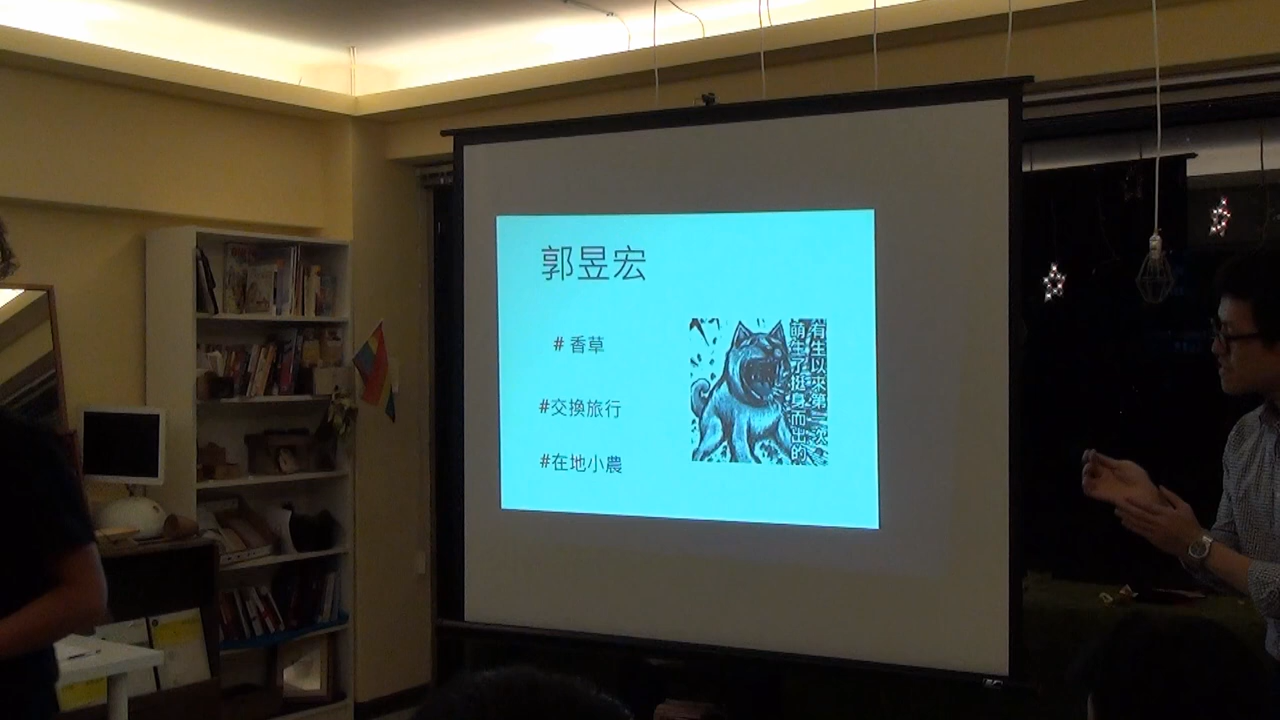 郭昱宏
# 香草
#交換旅行
#在地小農
有生以來第一次
萌生了挺身而出的